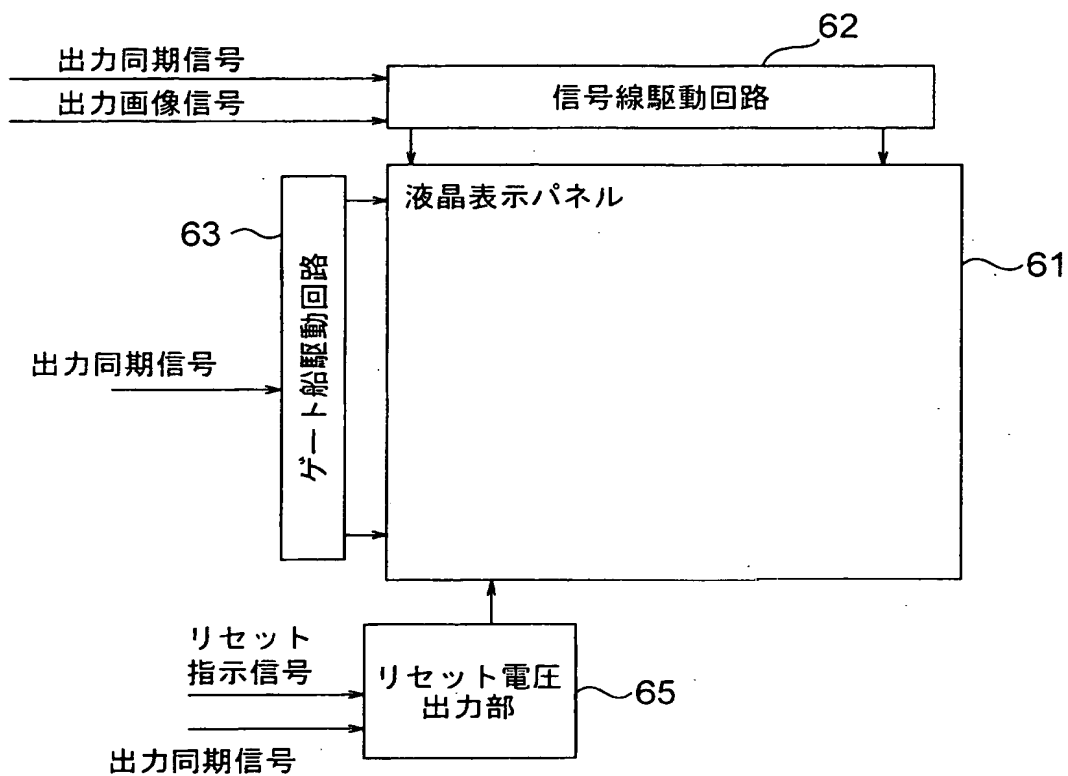 62
出力同期信号
出力画像信号
信号線駆動回路
液晶表示パネル
63
61
ゲート船駆動回路
出力同期信号
リセット
指示信号
リセット電圧
出力部
65
出力同期信号